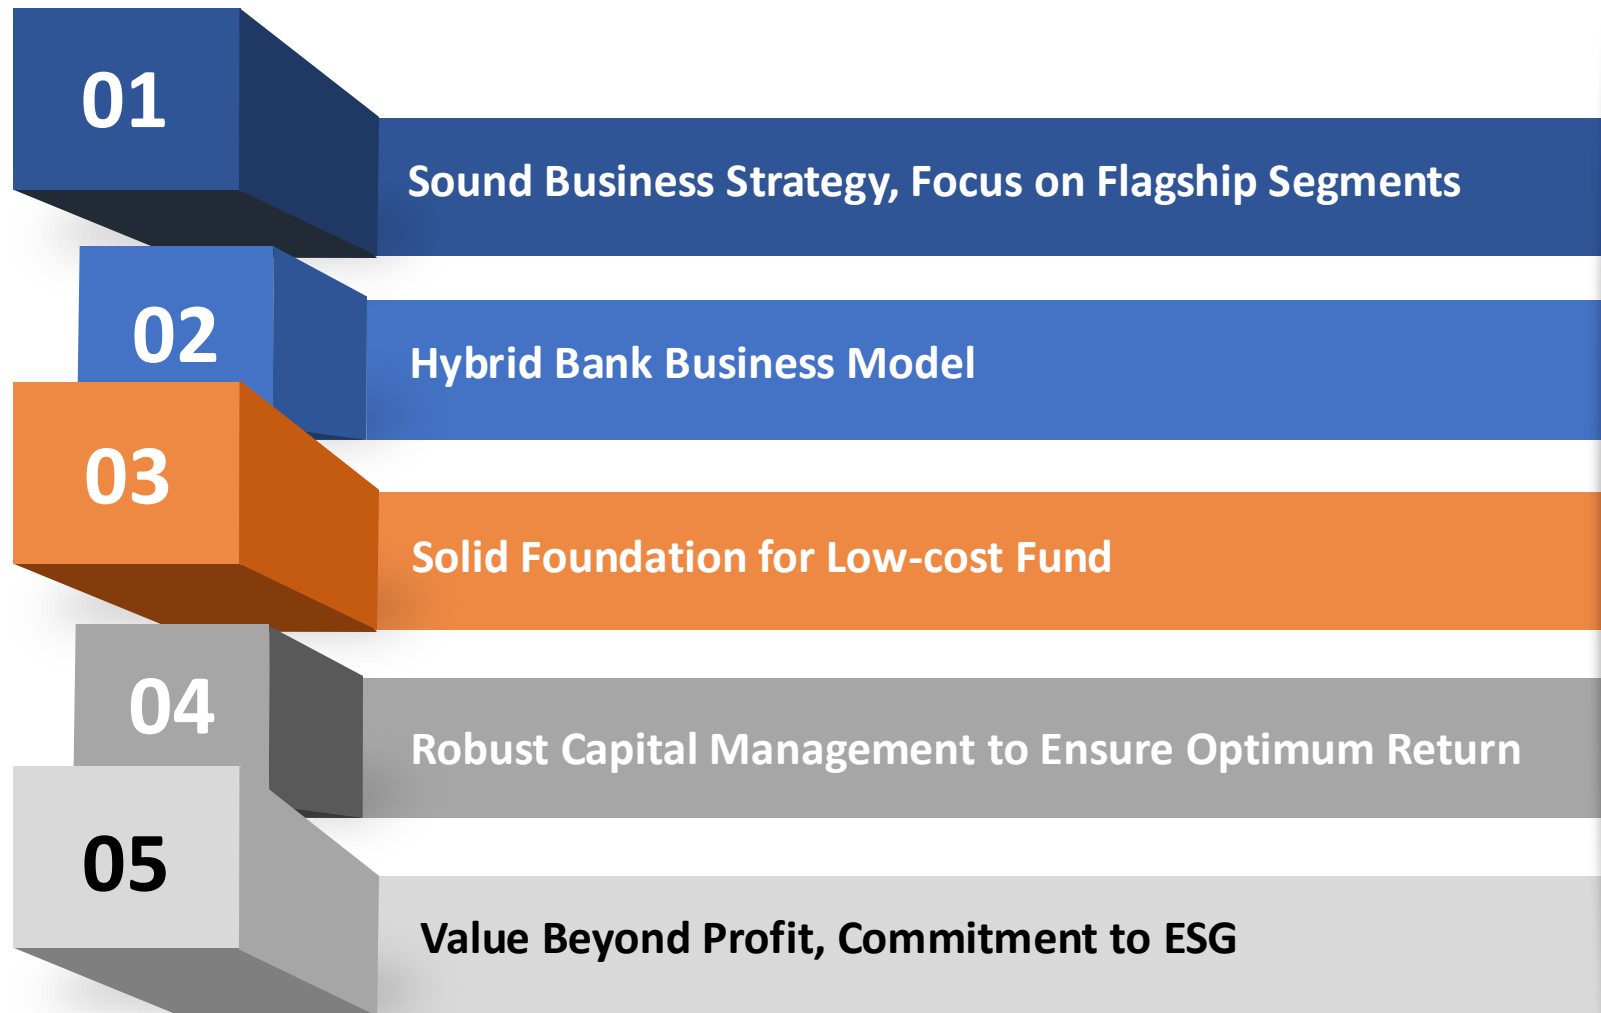 01
Sound Business Strategy, Focus on Flagship Segments
02
Hybrid Bank Business Model
03
Solid Foundation for Low-cost Fund
04
Robust Capital Management to Ensure Optimum Return
05
Value Beyond Profit, Commitment to ESG